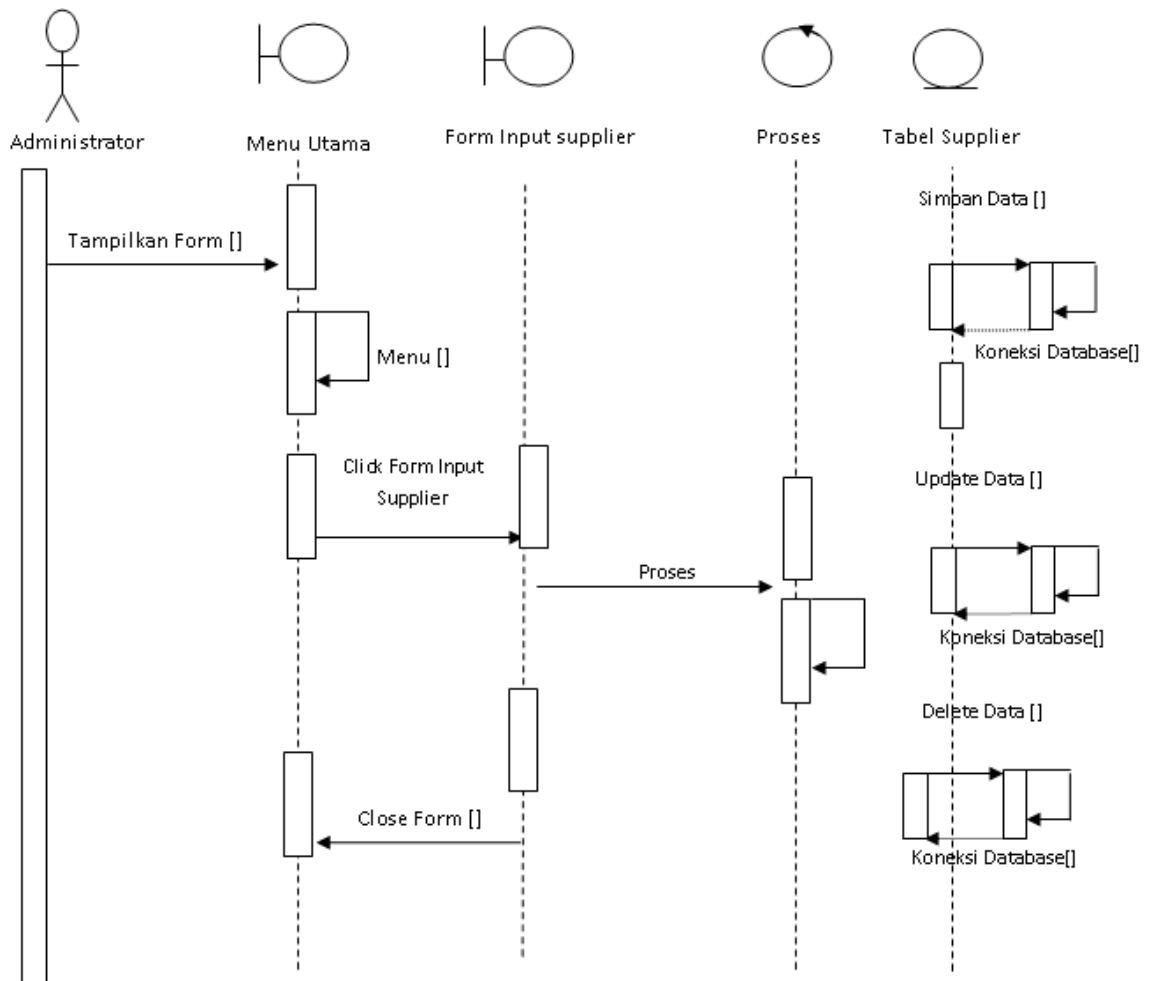 Administrator
Menu Utama
Form Input supplier
Proses
Tabel Supplier
Simpan Data []
Tampilkan Form []
Koneksi Database[]
Menu []
Click Form Input
Supplier
Update Data []
Proses
Koneksi Database[]
Delete Data []
Close Form []
Koneksi Database[]